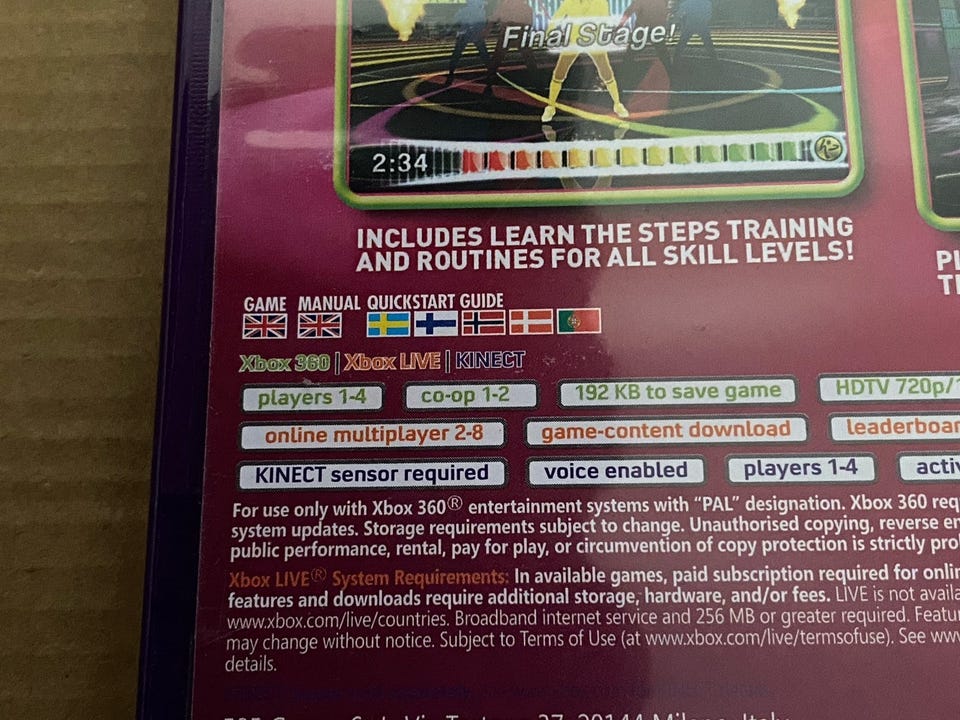 Final Stage!
2:34
INCLUDES LEARN THE STEPS TRAINING
AND ROUTINES FOR ALL SKILL LEVELS!
GAME MANUAL QUICKSTART GUIDE
Xbox 360 | Xbox LIVE | KINECT
players 1-4 co-op 1-2 192 KB to save game HDTV 720p/
online multiplayer 2-8 game-content download
KINECT sensor required voice enabled players 1-4
For use only with Xbox 360® entertainment systems with “PAL” designation. Xbox 360
system updates. Storage requirements subject to change. Unauthorised copying, reverse
public performance, rental, pay for play, or circumvention of copy protection is strictly
Xbox LIVE® System Requirements: In available games, paid subscription required for
features and downloads require additional storage, hardware, and/or fees. LIVE is not
www.xbox.com/live/countries. Broadband internet service and 256 MB or greater required.
may change without notice. Subject to Terms of Use (at www.xbox.com/live/termsofuse). See
details.